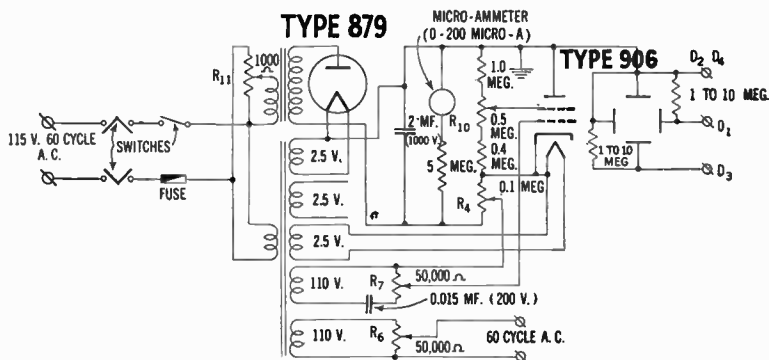 TYPE 879
MICRO-AMMETER
(0-200 MICRO-A)
TYPE 906
1000
Ω
R11
1.0
MEG.
D2 D4
1 TO 10 MEG.
D1
115 V. 60 CYCLE
A. C.
SWITCHES
FUSE
2 MF.
(1000 V.)
R10
0.5
MEG.
0.4
MEG.
5
MEG.
0.1 MEG.
1 TO 10
MEG
D3
2.5 V.
2.5 V.
2.5 V.
R4
110 V.
R7
50,000 Ω
0.015 MF. (200 V.)
110 V.
R6
50,000 Ω
60 CYCLE A. C.